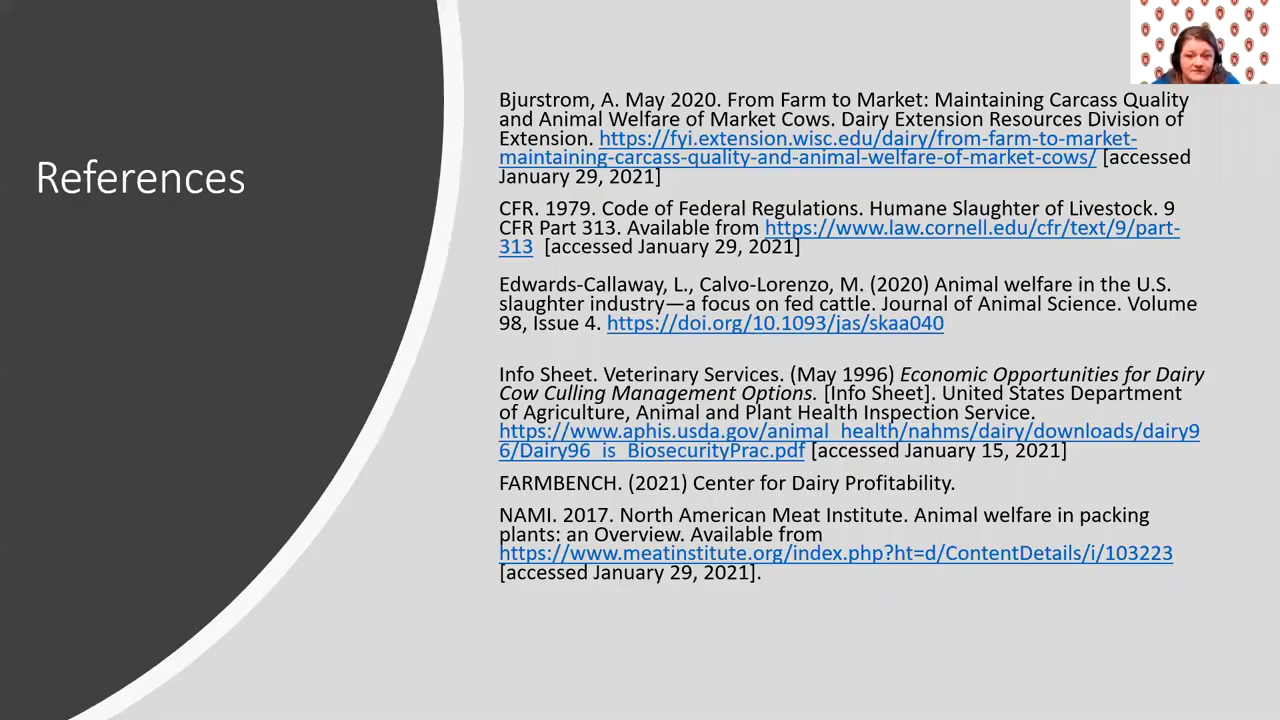 References
Bjurstrom, A. May 2020. From Farm to Market: Maintaining Carcass Quality
and Animal Welfare of Market Cows. Dairy Extension Resources Division of
Extension. https://fyi.extension.wisc.edu/dairy/from-farm-to-market-
maintaining-carcass-quality-and-animal-welfare-of-market-cows/ [accessed
January 29, 2021]
CFR. 1979. Code of Federal Regulations. Humane Slaughter of Livestock. 9
CFR Part 313. Available from https://www.law.cornell.edu/cfr/text/9/part-
313 [accessed January 29, 2021]
Edwards-Callaway, L., Calvo-Lorenzo, M. (2020) Animal welfare in the U.S.
slaughter industry—a focus on fed cattle. Journal of Animal Science. Volume
98, Issue 4. https://doi.org/10.1093/jas/skaa040
Info Sheet. Veterinary Services. (May 1996) Economic Opportunities for Dairy
Cow Culling Management Options. [Info Sheet]. United States Department
of Agriculture, Animal and Plant Health Inspection Service.
https://www.aphis.usda.gov/animal_health/nahms/dairy/downloads/dairy9
6/Dairy96_is_BiosecurityPrac.pdf [accessed January 15, 2021]
FARMBENCH. (2021) Center for Dairy Profitability.
NAMI. 2017. North American Meat Institute. Animal welfare in packing
plants: an Overview. Available from
https://www.meatinstitute.org/index.php?ht=d/ContentDetails/i/103223
[accessed January 29, 2021].